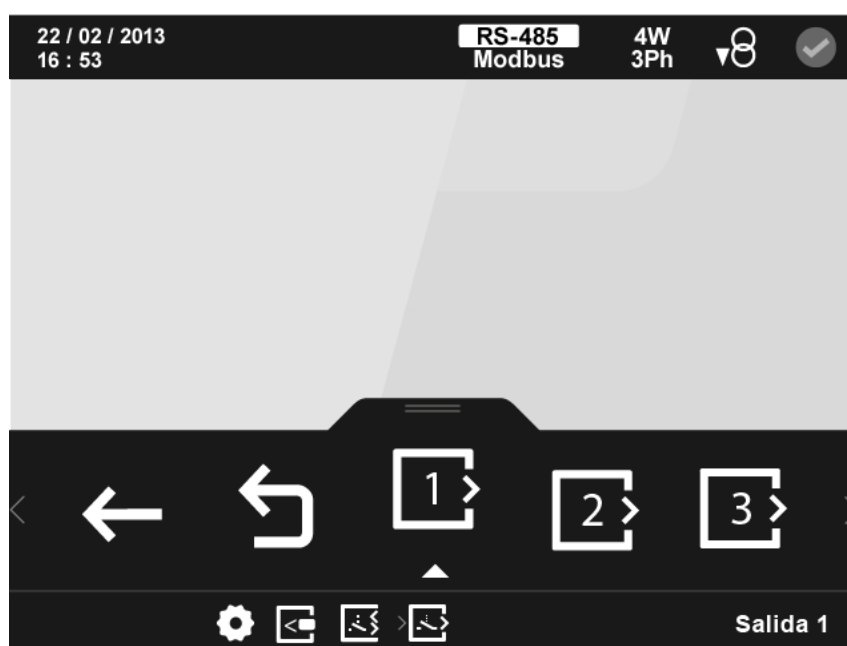 22 / 02 / 2013
16 : 53
RS-485
Modbus
4W
3Ph
1
2
3
Salida 1